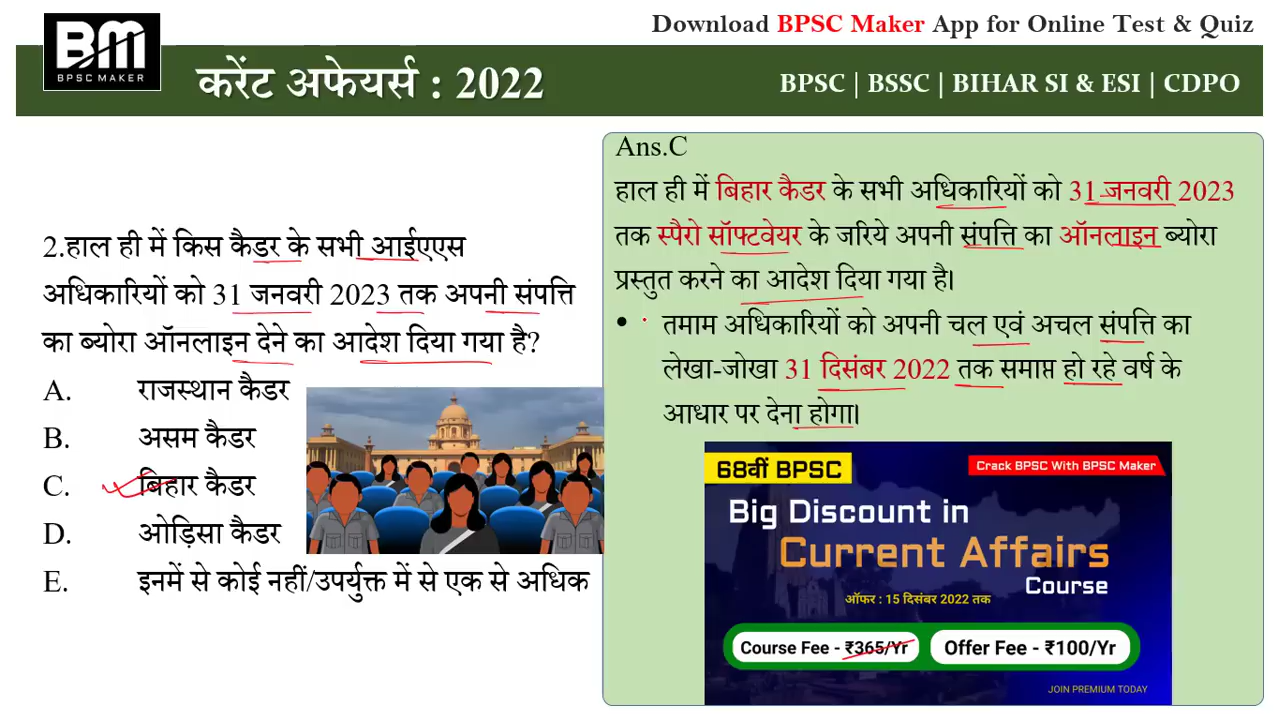 Download BPSC Maker App for Online Test & Quiz
BM
BPSC MAKER
करेंट अफेयर्स : 2022
BPSC | BSSC | BIHAR SI & ESI | CDPO
2.हाल ही में किस कैडर के सभी आईएएस
अधिकारियों को 31 जनवरी 2023 तक अपनी संपत्ति
का ब्योरा ऑनलाइन देने का आदेश दिया गया है?
A. राजस्थान कैडर
B. असम कैडर
C. बिहार कैडर
D. ओड़िसा कैडर
E. इनमें से कोई नहीं/उपर्युक्त में से एक से अधिक
Ans.C
हाल ही में बिहार कैडर के सभी अधिकारियों को 31 जनवरी 2023
तक स्पैरो सॉफ्टवेयर के जरिये अपनी संपत्ति का ऑनलाइन ब्योरा
प्रस्तुत करने का आदेश दिया गया है।
• तमाम अधिकारियों को अपनी चल एवं अचल संपत्ति का
लेखा-जोखा 31 दिसंबर 2022 तक समाप्त हो रहे वर्ष के
आधार पर देना होगा।
68वीं BPSC
Crack BPSC With BPSC Maker
Big Discount in
Current Affairs
Course
ऑफर : 15 दिसंबर 2022 तक
Course Fee - ₹365/Yr
Offer Fee - ₹100/Yr
JOIN PREMIUM TODAY